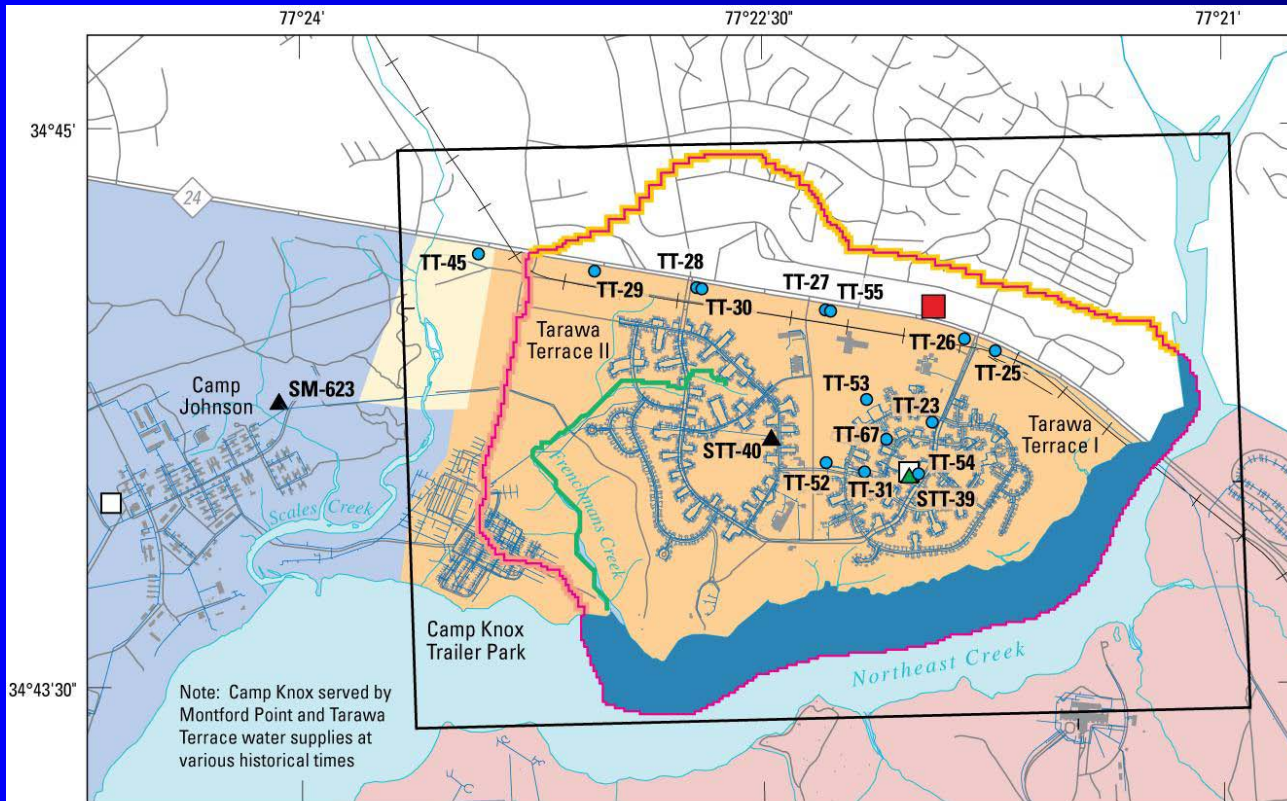 77°24'
77°22'30"
77°21'
34°45'
24
TT-45
TT-28
TT-29
TT-30
TT-27
TT-55
Tarawa
Terrace II
TT-26
TT-25
Camp
Johnson
SM-623
TT-53
TT-23
TT-67
Tarawa
Terrace I
STT-40
TT-54
TT-52
TT-31
STT-39
Scales Creek
Frenchmans Creek
Camp Knox
Trailer Park
Northeast Creek
34°43'30"
Note: Camp Knox served by
Montford Point and Tarawa
Terrace water supplies at
various historical times